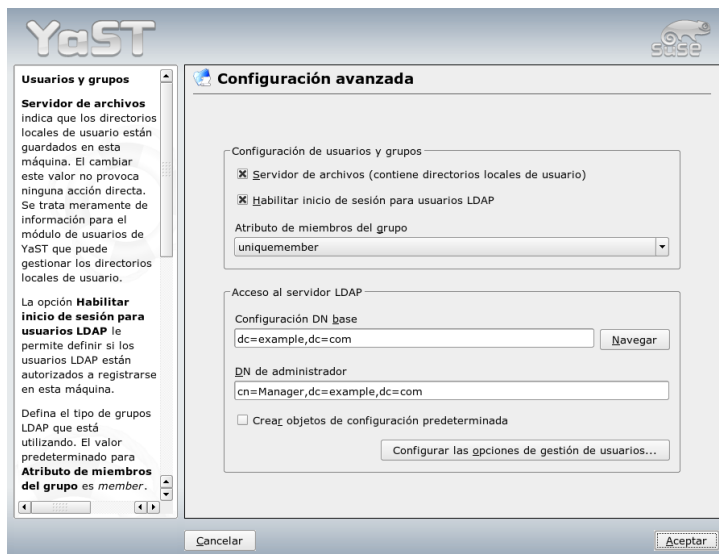 YaST
suse
Usuarios y grupos
Servidor de archivos
indica que los directorios
locales de usuario están
guardados en esta
máquina. El cambiar
este valor no provoca
ninguna acción directa.
Se trata meramente de
información para el
módulo de usuarios de
YaST que puede
gestionar los directorios
locales de usuario.
La opción Habilitar
inicio de sesión para
usuarios LDAP le
permite definir si los
usuarios LDAP están
autorizados a registrarse
en esta máquina.
Defina el tipo de grupos
LDAP que está
utilizando. El valor
predeterminado para
Atributo de miembros
del grupo es member.
Configuración avanzada
Configuración de usuarios y grupos
Servidor de archivos (contiene directorios locales de usuario)
Habilitar inicio de sesión para usuarios LDAP
Atributo de miembros del grupo
uniquemember
Acceso al servidor LDAP
Configuración DN base
dc=example,dc=com
Navegar
DN de administrador
cn=Manager,dc=example,dc=com
Crear objetos de configuración predeterminada
Configurar las opciones de gestión de usuarios...
Cancelar
Aceptar